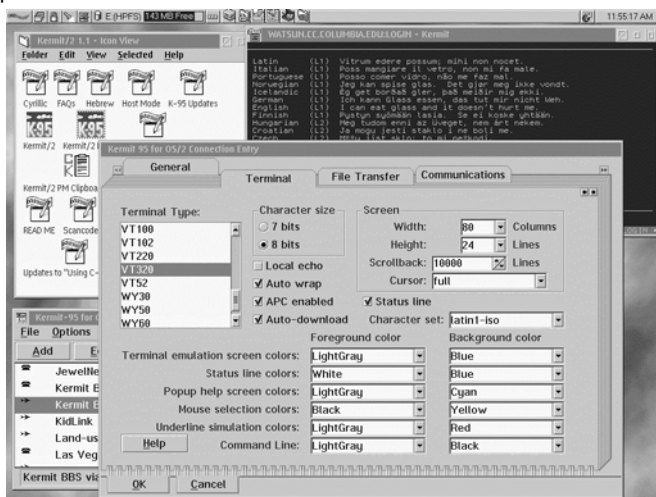 E:(HPFS) 143 MB Free
11:55:17 AM
Kermit/2 1.1 - Icon View
Folder Edit View Selected Help
Cyrillic FAQs Hebrew Host Mode K-95 Updates
Kermit/2
Kermit/2 PM Clipboa
READ ME Scancode
Updates to "Using C-
WATSUN.CC.COLUMBIA.EDU:LOGIN - Kermit
Latin (L1) Vitrum edere possum; mihi non nocet.
Italian (L1) Poss mangiare il vetro, non mi fa male.
Portuguese (L1) Posso comer vidro, não me faz mal.
Norwegian (L1) Jeg kan spise glas. Det gjør meg ikke vondt.
Icelandic (L1) Ég get borðað gler, það meiðir mig ekki.
German (L1) Ich kann Glass essen, das tut mir nicht Weh.
English (L1) I can eat glass and it doesn't hurt me.
Finnish (L1) Pystyn syömään lasia. Se ei koske yhtään.
Hungarian (L2) Meg tudom enni az üveget, nem árt nekem.
Croatian (L2) Ja mogu jesti staklo i ne boli me.
Czech (L2)
Kermit 95 for OS/2 Connection Entry
General
Terminal
File Transfer
Communications
Terminal Type:
VT100
VT102
VT220
VT320
VT52
WY30
WY50
WY60
Character size
7 bits
8 bits
Local echo
Auto wrap
APC enabled
Auto-download
Screen
Width: 80 Columns
Height: 24 Lines
Scrollback: 10000 Lines
Cursor: full
Status line
Character set: latin1-iso
Foreground color Background color
Terminal emulation screen colors: LightGray Blue
Status line colors: White Blue
Popup help screen colors: LightGray Cyan
Mouse selection colors: Black Yellow
Underline simulation colors: LightGray Red
Command Line: LightGray Black
Help
OK Cancel
Kermit-95 for
File Options
Add
JewelNe
Kermit B
Kermit B
KidLink
Land-us
Las Veg
Kermit BBS via